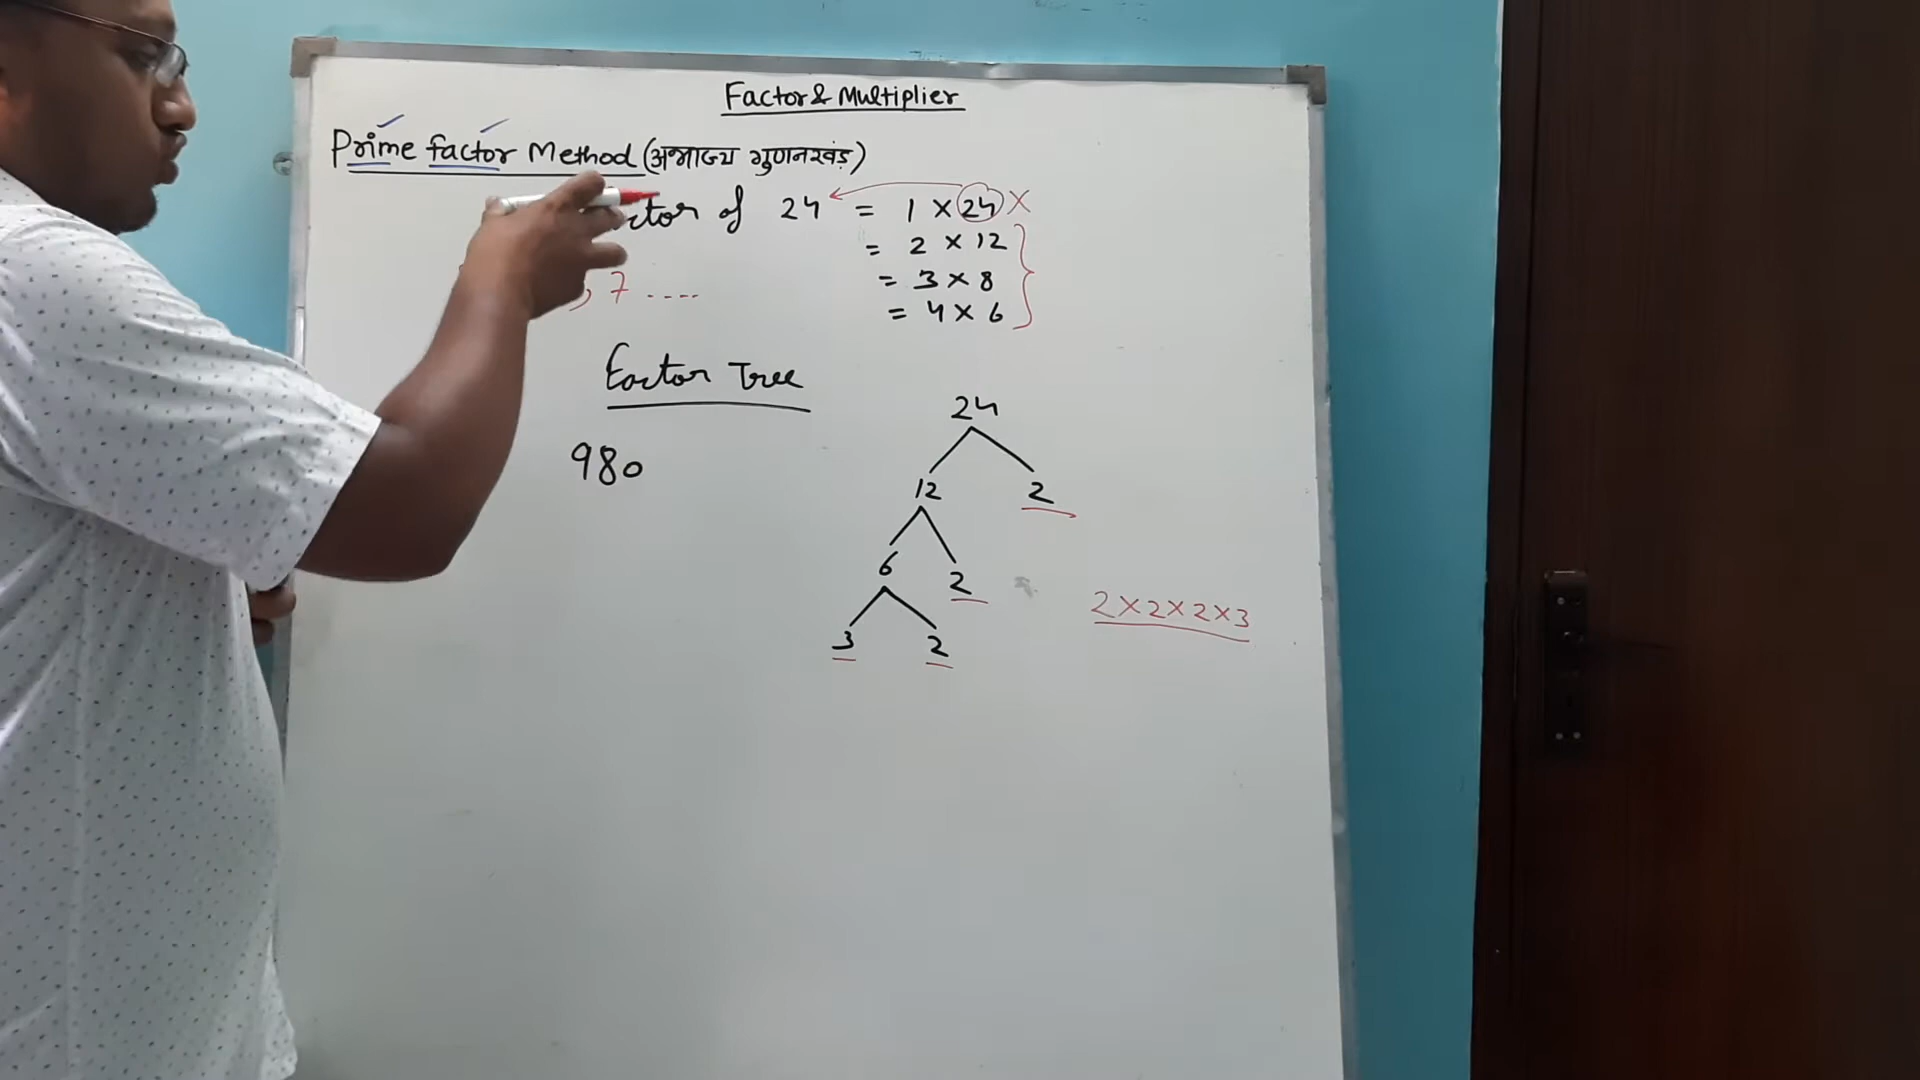 Factor & Multiplier
Prime factor Method (अभाज्य गुणनखंड)
of 24 = 1 × 24 ×
= 2 × 12
= 3 × 8
, 7 ....
= 4 × 6
Factor Tree
24
980
12 2
6 2
2×2×2×3
3 2